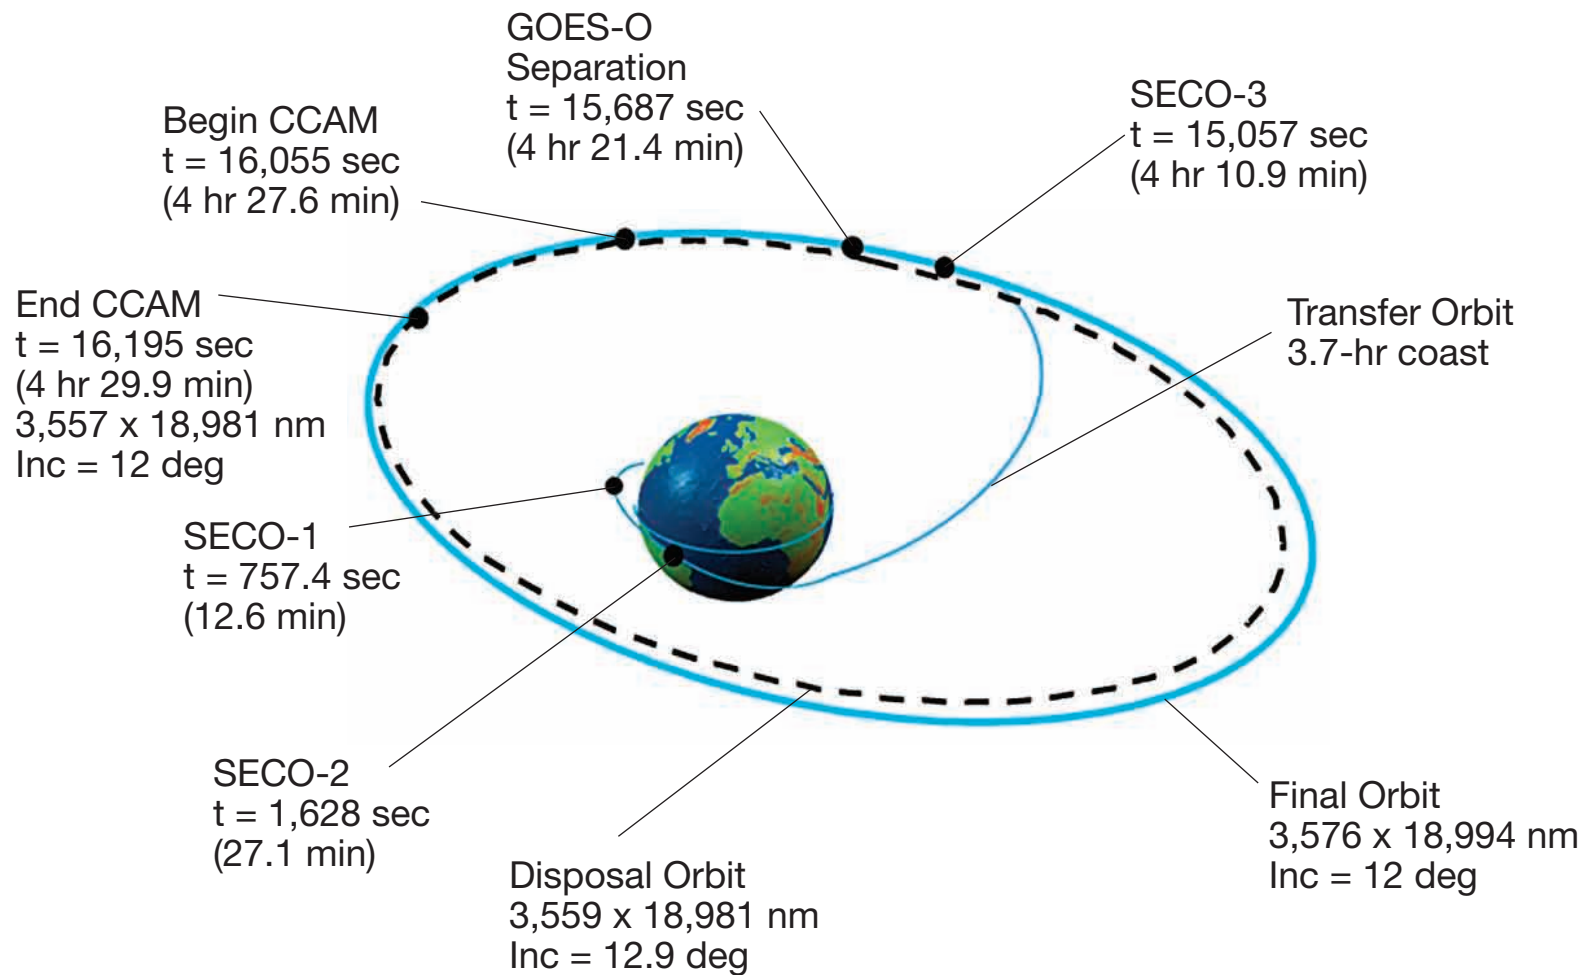 GOES-O
Separation
t = 15,687 sec
(4 hr 21.4 min)
SECO-3
t = 15,057 sec
(4 hr 10.9 min)
Begin CCAM
t = 16,055 sec
(4 hr 27.6 min)
End CCAM
t = 16,195 sec
(4 hr 29.9 min)
3,557 x 18,981 nm
Inc = 12 deg
Transfer Orbit
3.7-hr coast
SECO-1
t = 757.4 sec
(12.6 min)
SECO-2
t = 1,628 sec
(27.1 min)
Disposal Orbit
3,559 x 18,981 nm
Inc = 12.9 deg
Final Orbit
3,576 x 18,994 nm
Inc = 12 deg